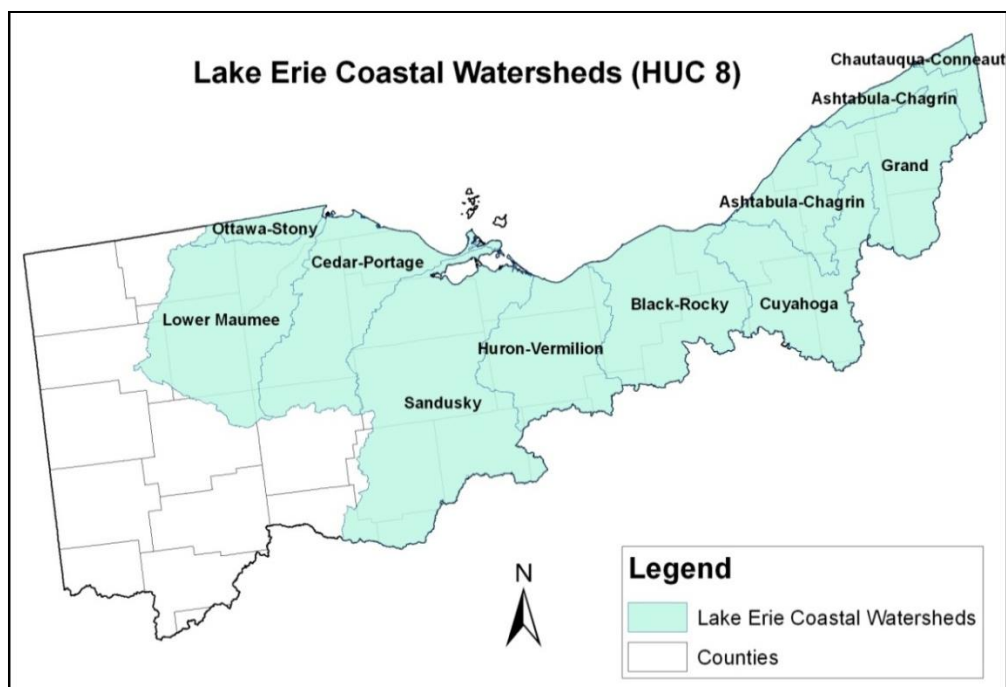 Lake Erie Coastal Watersheds (HUC 8)
Chautauqua-Conneaut
Ashtabula-Chagrin
Grand
Ashtabula-Chagrin
Ottawa-Stony
Cedar-Portage
Black-Rocky
Cuyahoga
Lower Maumee
Huron-Vermilion
Sandusky
N
Legend
Lake Erie Coastal Watersheds
Counties